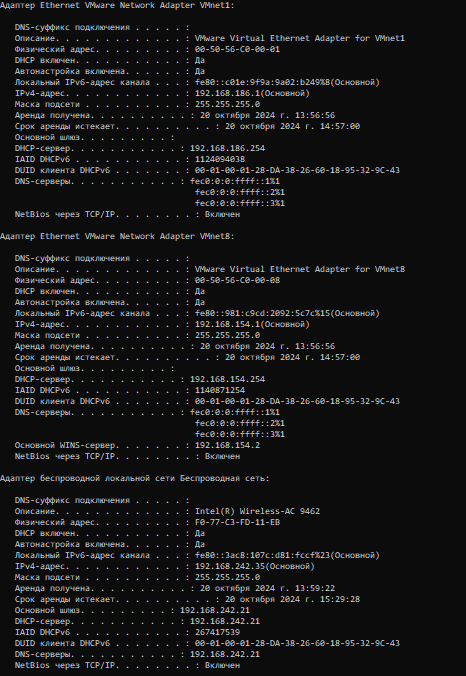 Адаптер Ethernet VMware Network Adapter VMnet1:
DNS-суффикс подключения . . . . . :
Описание. . . . . . . . . . . . . : VMware Virtual Ethernet Adapter for VMnet1
Физический адрес. . . . . . . . . : 00-50-56-C0-00-01
DHCP включен. . . . . . . . . . . : Да
Автонастройка включена. . . . . . : Да
Локальный IPv6-адрес канала . . . : fe80::c01e:9f9a:9a02:b249%8(Основной)
IPv4-адрес. . . . . . . . . . . . : 192.168.186.1(Основной)
Маска подсети . . . . . . . . . . : 255.255.255.0
Аренда получена. . . . . . . . . . : 20 октября 2024 г. 13:56:56
Срок аренды истекает. . . . . . . . . . : 20 октября 2024 г. 14:57:00
Основной шлюз. . . . . . . . . :
DHCP-сервер. . . . . . . . . . . : 192.168.186.254
IAID DHCPv6 . . . . . . . . . . . : 1124094038
DUID клиента DHCPv6 . . . . . . . : 00-01-00-01-28-DA-38-26-60-18-95-32-9C-43
DNS-серверы. . . . . . . . . . . : fec0:0:0:ffff::1%1
fec0:0:0:ffff::2%1
fec0:0:0:ffff::3%1
NetBios через TCP/IP. . . . . . . . : Включен
Адаптер Ethernet VMware Network Adapter VMnet8:
DNS-суффикс подключения . . . . . :
Описание. . . . . . . . . . . . . : VMware Virtual Ethernet Adapter for VMnet8
Физический адрес. . . . . . . . . : 00-50-56-C0-00-08
DHCP включен. . . . . . . . . . . : Да
Автонастройка включена. . . . . . : Да
Локальный IPv6-адрес канала . . . : fe80::981:c9cd:2092:5c7c%15(Основной)
IPv4-адрес. . . . . . . . . . . . : 192.168.154.1(Основной)
Маска подсети . . . . . . . . . . : 255.255.255.0
Аренда получена. . . . . . . . . . : 20 октября 2024 г. 13:56:56
Срок аренды истекает. . . . . . . . . . : 20 октября 2024 г. 14:57:00
Основной шлюз. . . . . . . . . :
DHCP-сервер. . . . . . . . . . . : 192.168.154.254
IAID DHCPv6 . . . . . . . . . . . : 1140871254
DUID клиента DHCPv6 . . . . . . . : 00-01-00-01-28-DA-38-26-60-18-95-32-9C-43
DNS-серверы. . . . . . . . . . . : fec0:0:0:ffff::1%1
fec0:0:0:ffff::2%1
fec0:0:0:ffff::3%1
Основной WINS-сервер. . . . . . . : 192.168.154.2
NetBios через TCP/IP. . . . . . . . : Включен
Адаптер беспроводной локальной сети Беспроводная сеть:
DNS-суффикс подключения . . . . . :
Описание. . . . . . . . . . . . . : Intel(R) Wireless-AC 9462
Физический адрес. . . . . . . . . : F0-77-C3-FD-11-EB
DHCP включен. . . . . . . . . . . : Да
Автонастройка включена. . . . . . : Да
Локальный IPv6-адрес канала . . . : fe80::3ac8:107c:d81:fccf%23(Основной)
IPv4-адрес. . . . . . . . . . . . : 192.168.242.35(Основной)
Маска подсети . . . . . . . . . . : 255.255.255.0
Аренда получена. . . . . . . . . . : 20 октября 2024 г. 13:59:22
Срок аренды истекает. . . . . . . . . . : 20 октября 2024 г. 15:29:28
Основной шлюз. . . . . . . . . : 192.168.242.21
DHCP-сервер. . . . . . . . . . . : 192.168.242.21
IAID DHCPv6 . . . . . . . . . . . : 267417539
DUID клиента DHCPv6 . . . . . . . : 00-01-00-01-28-DA-38-26-60-18-95-32-9C-43
DNS-серверы. . . . . . . . . . . : 192.168.242.21
NetBios через TCP/IP. . . . . . . . : Включен